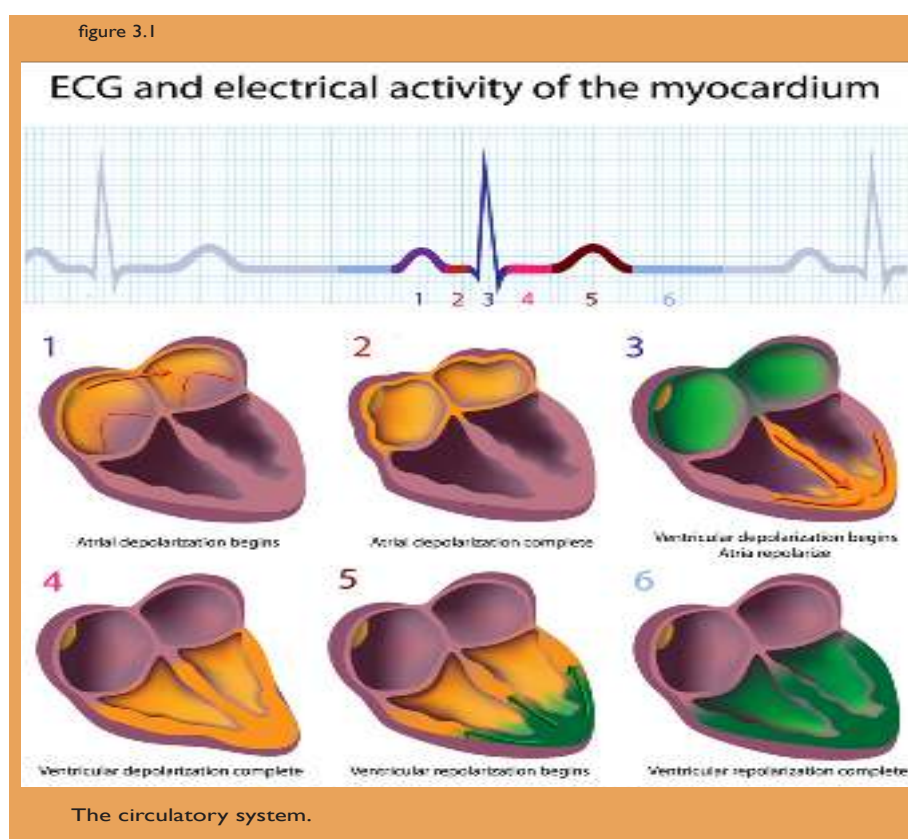 figure 3.1
ECG and electrical activity of the myocardium
1 2 3 4 5 6
1
2
3
Atrial depolarization begins
Atrial depolarization complete
Ventricular depolarization begins
Atria repolarize
4
5
6
Ventricular depolarization complete
Ventricular repolarization begins
Ventricular repolarization complete
The circulatory system.